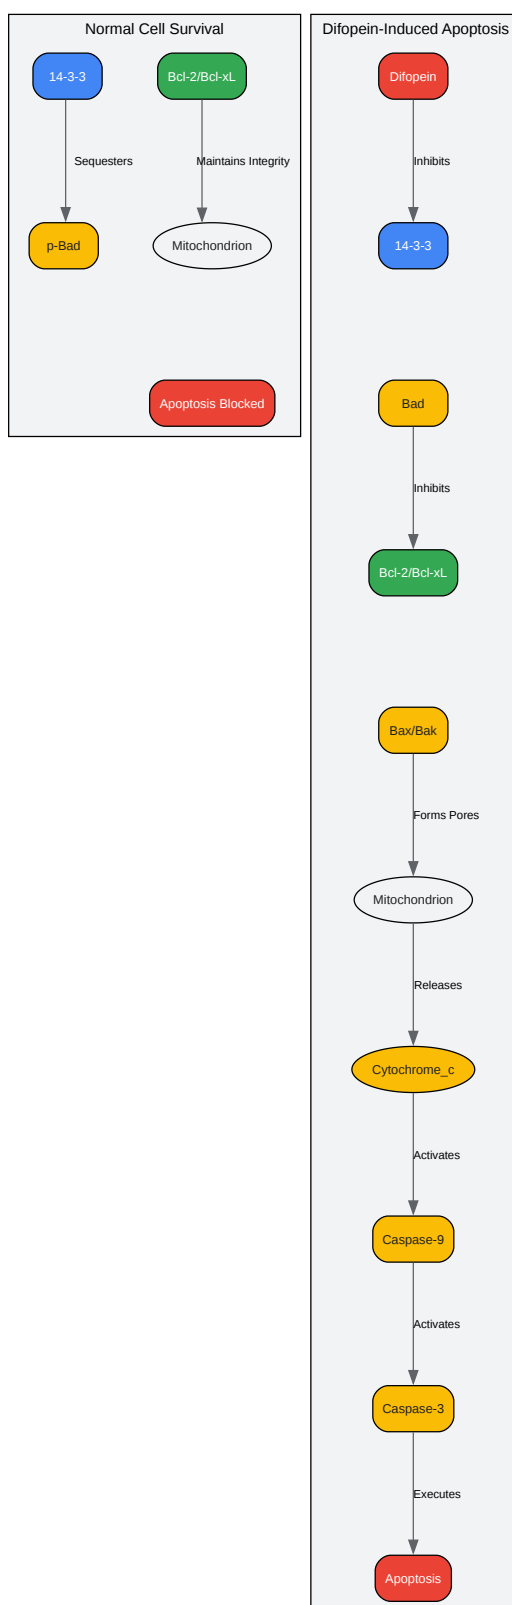 Normal Cell Survival
14-3-3
Bcl-2/Bcl-xL
Sequesters
Maintains Integrity
p-Bad
Mitochondrion
Apoptosis Blocked
Difopein-Induced Apoptosis
Difopein
Inhibits
14-3-3
Bad
Inhibits
Bcl-2/Bcl-xL
Bax/Bak
Forms Pores
Mitochondrion
Releases
Cytochrome_c
Activates
Caspase-9
Activates
Caspase-3
Executes
Apoptosis